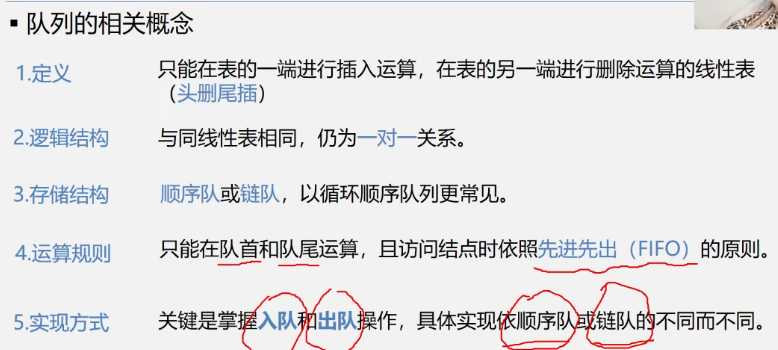 ▪ 队列的相关概念
1.定义 只能在表的一端进行插入运算，在表的另一端进行删除运算的线性表
（头删尾插）
2.逻辑结构 与同线性表相同，仍为一对一关系。
3.存储结构 顺序队或链队，以循环顺序队列更常见。
4.运算规则 只能在队首和队尾运算，且访问结点时依照先进先出（FIFO）的原则。
5.实现方式 关键是掌握入队和出队操作，具体实现依顺序队或链队的不同而不同。